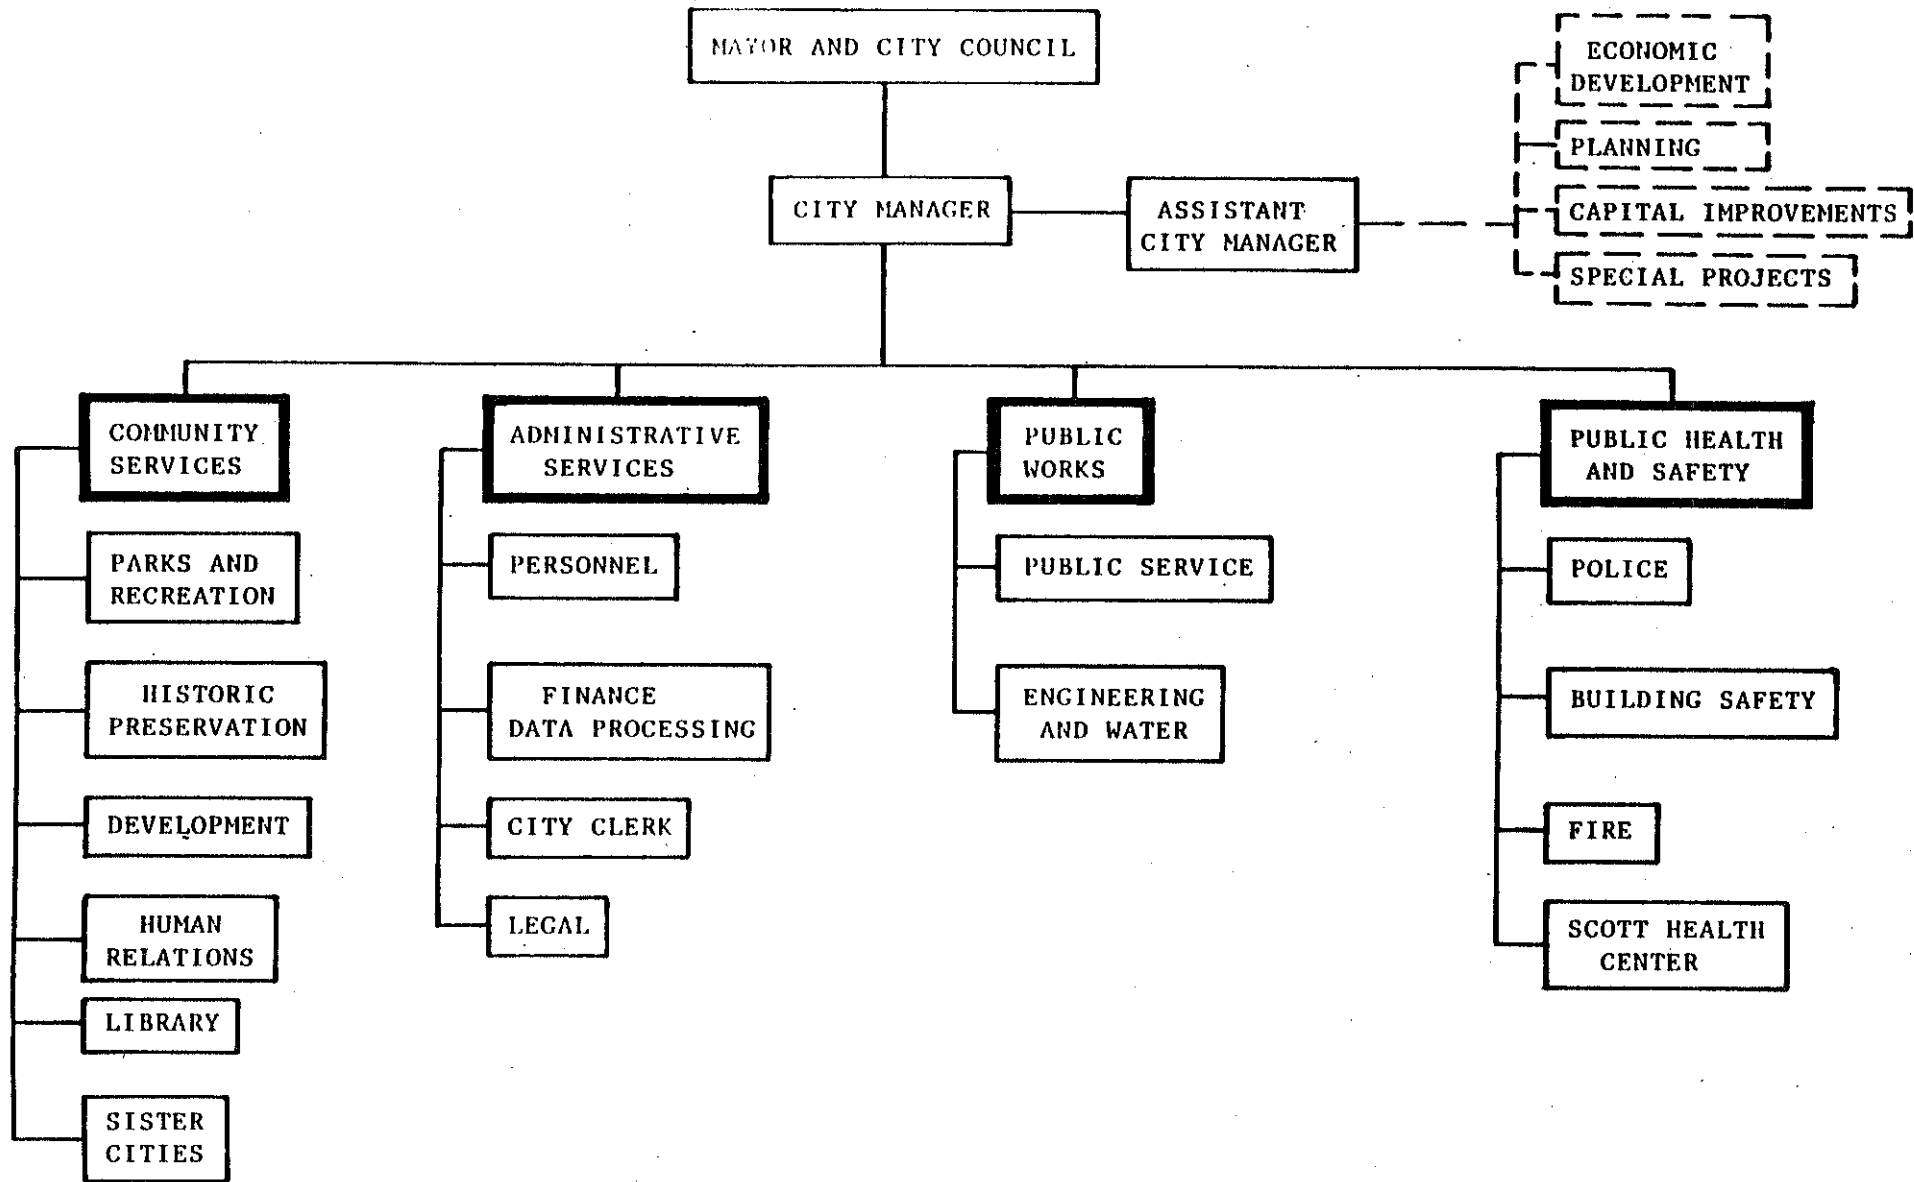 MAYOR AND CITY COUNCIL
ECONOMIC
DEVELOPMENT
PLANNING
CAPITAL IMPROVEMENTS
SPECIAL PROJECTS
CITY MANAGER
ASSISTANT
CITY MANAGER
COMMUNITY
SERVICES
PARKS AND
RECREATION
HISTORIC
PRESERVATION
DEVELOPMENT
HUMAN
RELATIONS
LIBRARY
SISTER
CITIES
ADMINISTRATIVE
SERVICES
PERSONNEL
FINANCE
DATA PROCESSING
CITY CLERK
LEGAL
PUBLIC
WORKS
PUBLIC SERVICE
ENGINEERING
AND WATER
PUBLIC HEALTH
AND SAFETY
POLICE
BUILDING SAFETY
FIRE
SCOTT HEALTH
CENTER